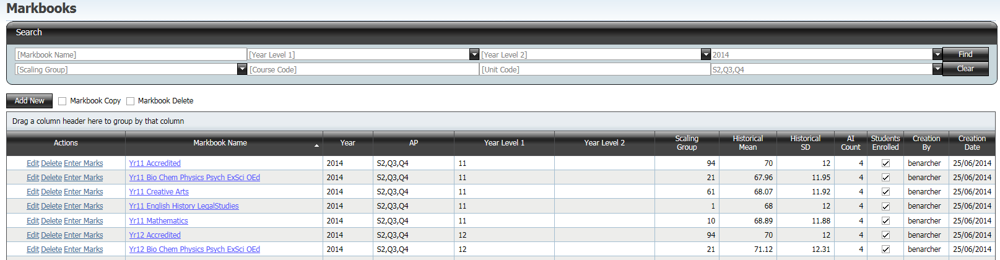 Markbooks
Search
[Markbook Name] [Year Level 1] [Year Level 2] 2014 Find
[Scaling Group] [Course Code] [Unit Code] S2,Q3,Q4 Clear
Add New Markbook Copy Markbook Delete
Drag a column header here to group by that column
Actions Markbook Name Year AP Year Level 1 Year Level 2 Scaling Group Historical Mean Historical SD AI Count Students Enrolled Creation By Creation Date
Edit Delete Enter Marks Yr11 Accredited 2014 S2,Q3,Q4 11 94 70 12 4 benarcher 25/06/2014
Edit Delete Enter Marks Yr11 Bio Chem Physics Psych ExSci OEd 2014 S2,Q3,Q4 11 21 67.96 11.95 4 benarcher 25/06/2014
Edit Delete Enter Marks Yr11 Creative Arts 2014 S2,Q3,Q4 11 61 68.07 11.92 4 benarcher 25/06/2014
Edit Delete Enter Marks Yr11 English History LegalStudies 2014 S2,Q3,Q4 11 1 68 12 4 benarcher 25/06/2014
Edit Delete Enter Marks Yr11 Mathematics 2014 S2,Q3,Q4 11 10 68.89 11.88 4 benarcher 25/06/2014
Edit Delete Enter Marks Yr12 Accredited 2014 S2,Q3,Q4 12 94 70 12 4 benarcher 25/06/2014
Edit Delete Enter Marks Yr12 Bio Chem Physics Psych ExSci OEd 2014 S2,Q3,Q4 12 21 71.12 12.31 4 benarcher 25/06/2014